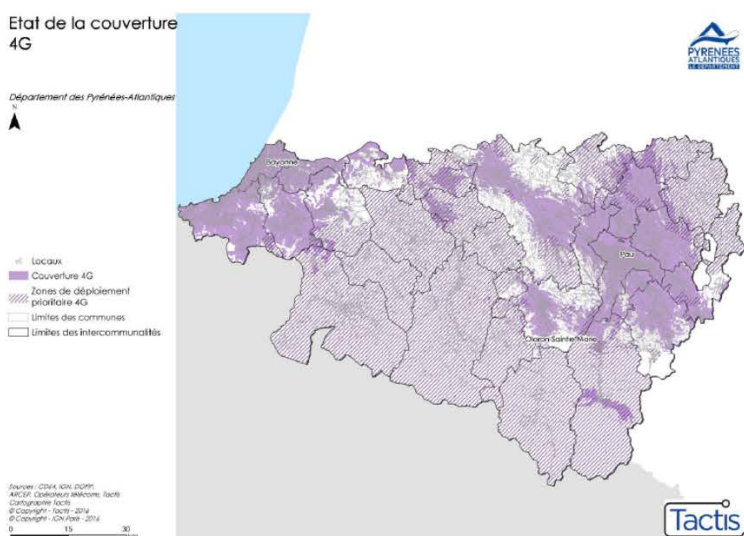 Etat de la couverture
4G
Département des Pyrénées-Atlantiques
N
Locaux
Couverture 4G
Zones de déploiement
prioritaire 4G
Limites des communes
Limites des intercommunalités
Sources : CD64, IGN, DGFIP,
ARCEP, Opérateurs télécoms, Tactis
Cartographie Tactis
© Copyright - Tactis - 2016
© Copyright - IGN Paris - 2016
0 15 30
PYRÉNÉES
ATLANTIQUES
LE DÉPARTEMENT
Bayonne
Pau
Oloron-Sainte-Marie
Tactis